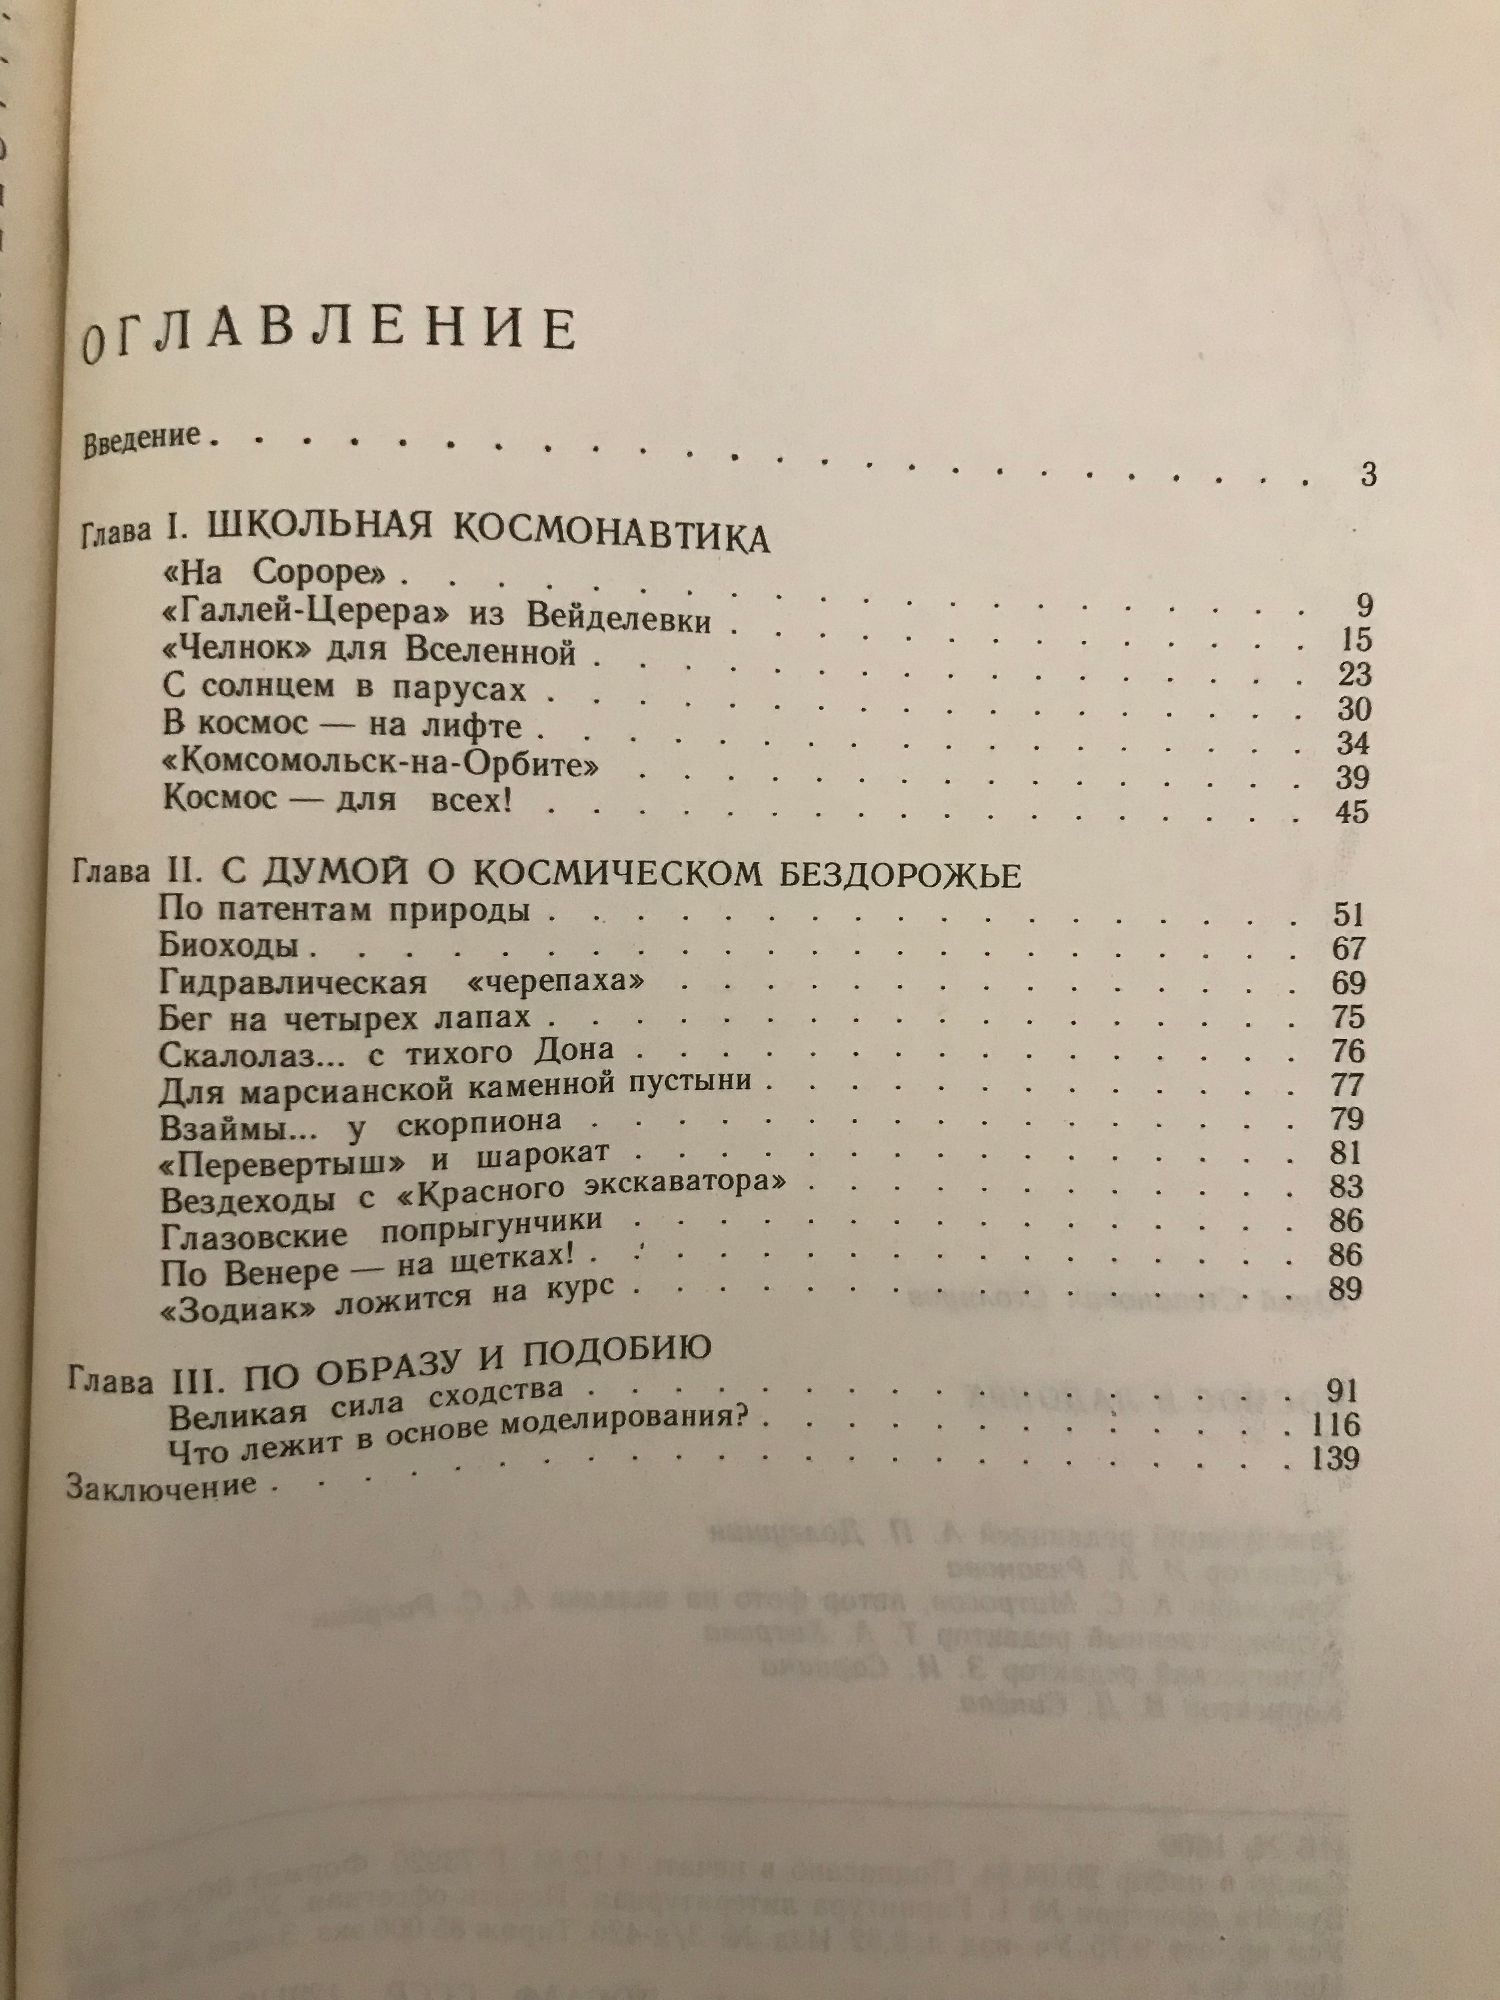 ОГЛАВЛЕНИЕ
Введение . . . . . . . . . . . . . . . . . . . . . . . . 3
Глава I. ШКОЛЬНАЯ КОСМОНАВТИКА
«На Сороре» . . . . . . . . . . . . . . . . . . . . 9
«Галлей-Церера» из Вейделевки . . . . . . . . . . . . . 15
«Челнок» для Вселенной . . . . . . . . . . . . . . . . 23
С солнцем в парусах . . . . . . . . . . . . . . . . . 30
В космос — на лифте . . . . . . . . . . . . . . . . . 34
«Комсомольск-на-Орбите» . . . . . . . . . . . . . . . 39
Космос — для всех! . . . . . . . . . . . . . . . . . 45
Глава II. С ДУМОЙ О КОСМИЧЕСКОМ БЕЗДОРОЖЬЕ
По патентам природы . . . . . . . . . . . . . . . . . 51
Биоходы . . . . . . . . . . . . . . . . . . . . . . 67
Гидравлическая «черепаха» . . . . . . . . . . . . . . 69
Бег на четырех лапах . . . . . . . . . . . . . . . . . 75
Скалолаз... с тихого Дона . . . . . . . . . . . . . . . 76
Для марсианской каменной пустыни . . . . . . . . . . . . 77
Взаймы... у скорпиона . . . . . . . . . . . . . . . . 79
«Перевертыш» и шарокат . . . . . . . . . . . . . . . 81
Вездеходы с «Красного экскаватора» . . . . . . . . . . . 83
Глазовские попрыгунчики . . . . . . . . . . . . . . . 86
По Венере — на щетках! . . . . . . . . . . . . . . . . 86
«Зодиак» ложится на курс . . . . . . . . . . . . . . . 89
Глава III. ПО ОБРАЗУ И ПОДОБИЮ
Великая сила сходства . . . . . . . . . . . . . . . . 91
Что лежит в основе моделирования? . . . . . . . . . . . . 116
Заключение . . . . . . . . . . . . . . . . . . . . . . 139